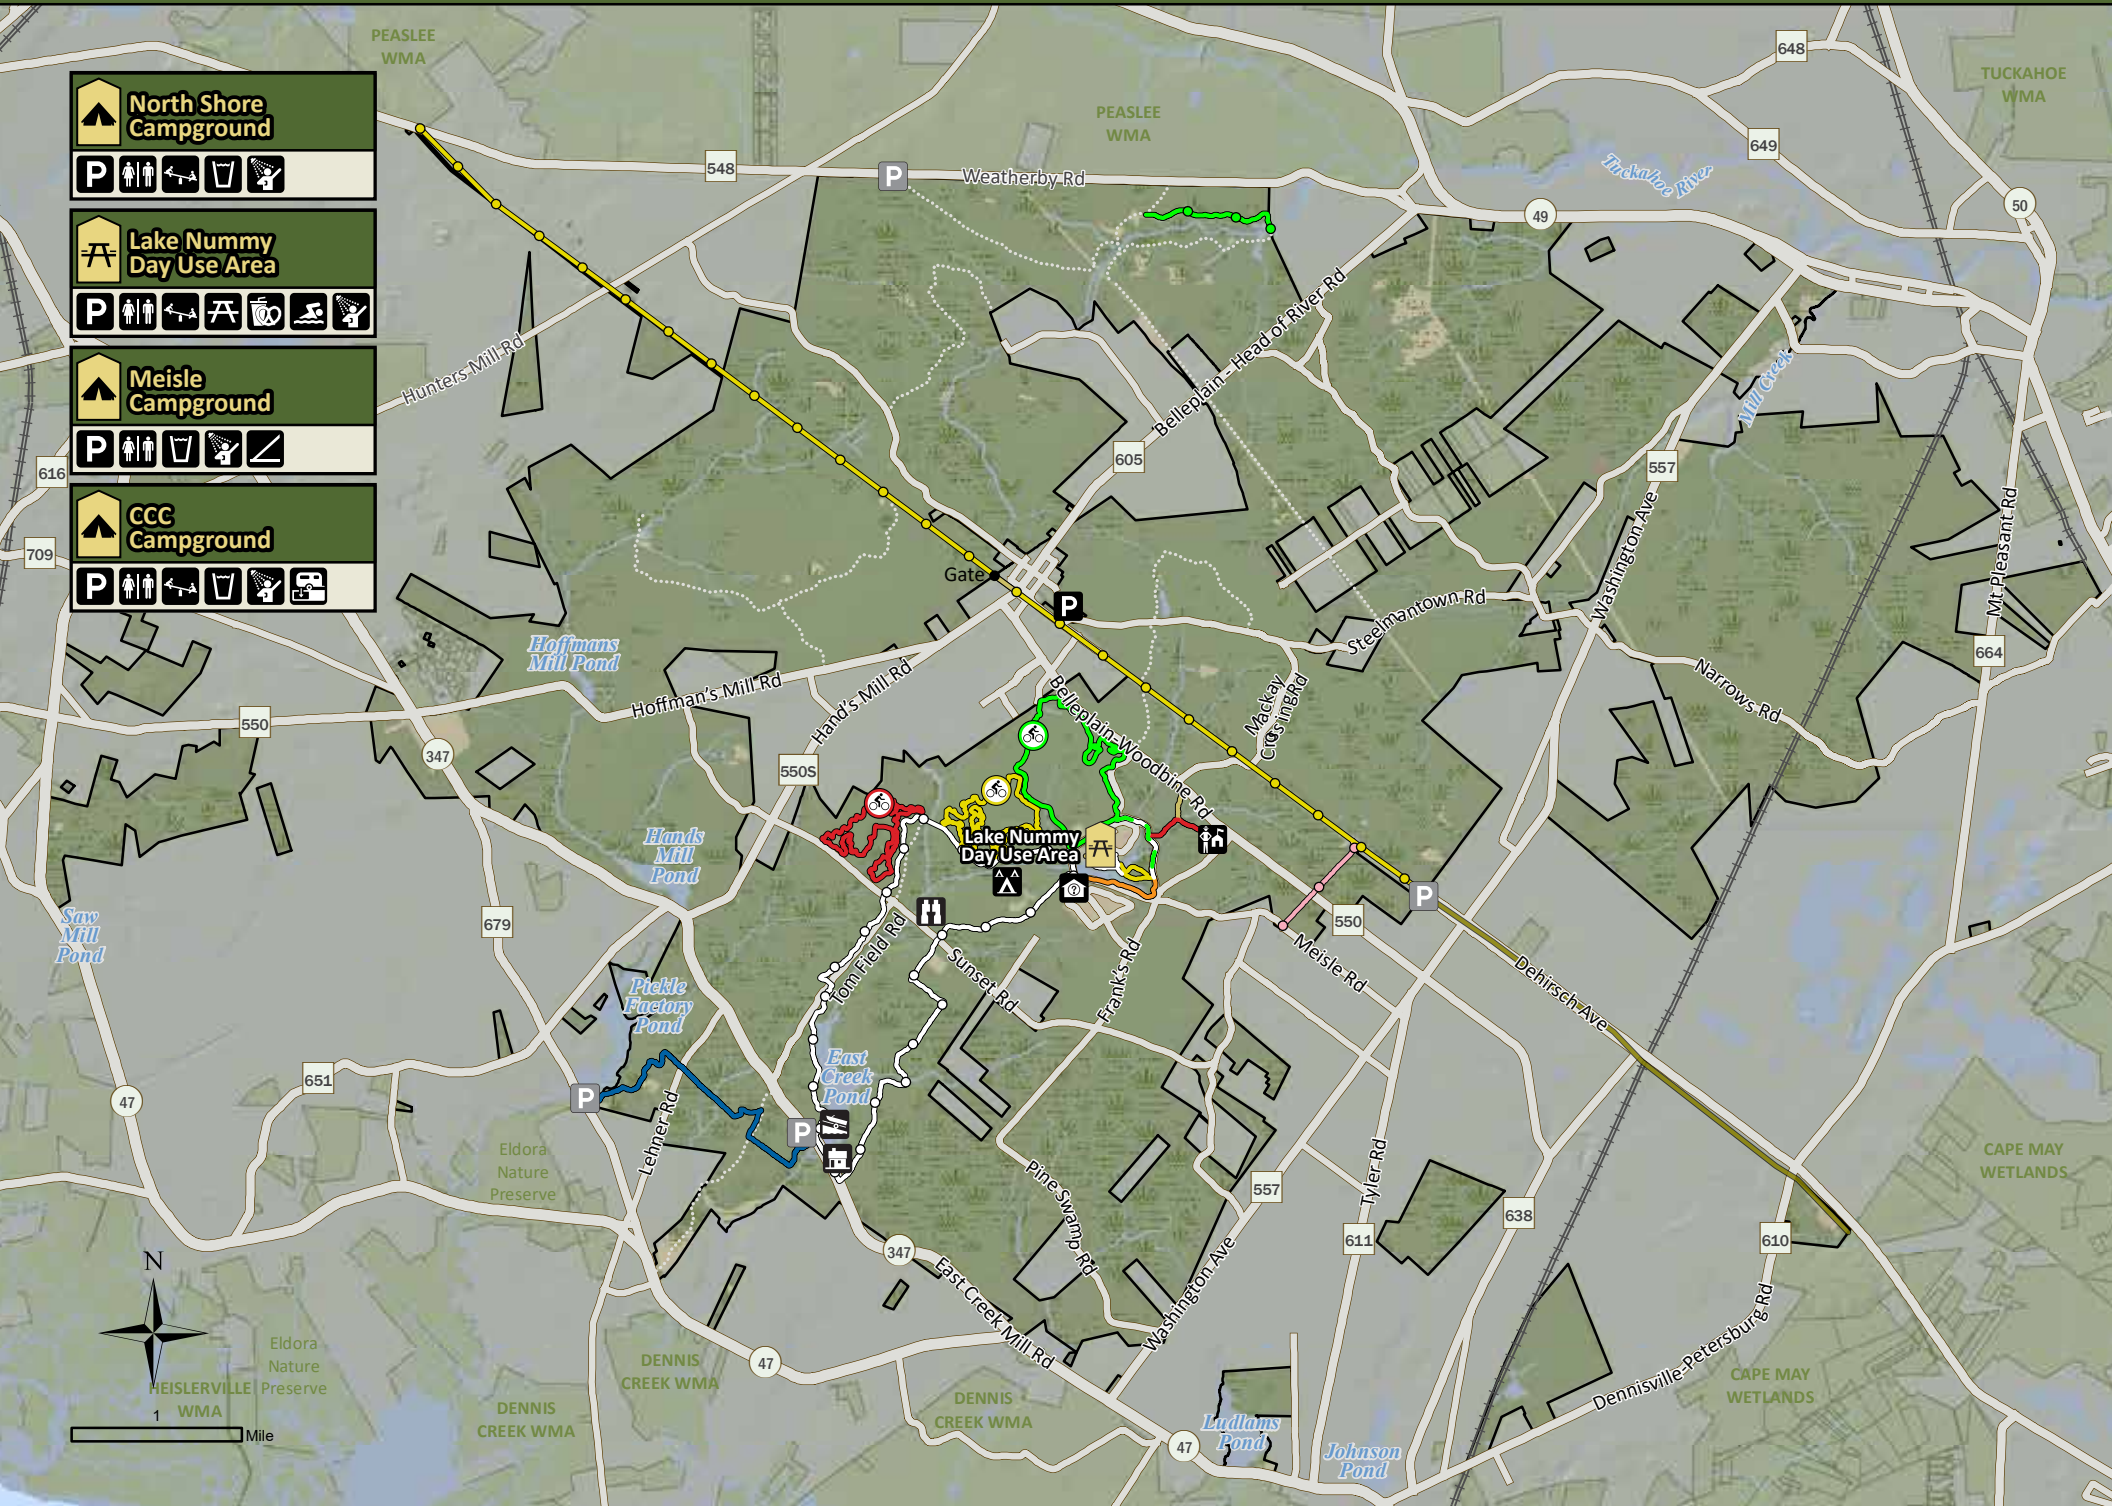 PEASLEE
WMA
648
TUCKAHOE
WMA
North Shore
Campground
P
PEASLEE
WMA
649
Tuckahoe River
548
P
Weatherby Rd
49
50
Lake Nummy
Day Use Area
P
Belleplain - Head of River Rd
Hunters Mill Rd
Mill Creek
Meisle
Campground
P
616
605
557
CCC
Campground
P
709
Gate
P
Washington Ave
Mt Pleasant Rd
Steelmantown Rd
Hoffmans
Mill Pond
664
Hoffman's Mill Rd
Hand's Mill Rd
Belleplain-Woodbine Rd
Mackay
Crossing Rd
Narrows Rd
550
347
550S
Hands
Mill
Pond
Lake Nummy
Day Use Area
?
P
550
679
Saw
Mill
Pond
Tom Field Rd
Sunset Rd
Frank's Rd
Meisle Rd
Dehirsch Ave
Pickle
Factory
Pond
East
Creek
Pond
651
47
P
P
Lehner Rd
Eldora
Nature
Preserve
Pine Swamp Rd
557
Tyler Rd
638
CAPE MAY
WETLANDS
611
610
347
East Creek Mill Rd
Washington Ave
N
Eldora
Nature
Preserve
HEISLERVILLE
WMA
1
Mile
DENNIS
CREEK WMA
47
DENNIS
CREEK WMA
DENNIS
CREEK WMA
Dennisville-Petersburg Rd
CAPE MAY
WETLANDS
47
Ludlams
Pond
Johnson
Pond